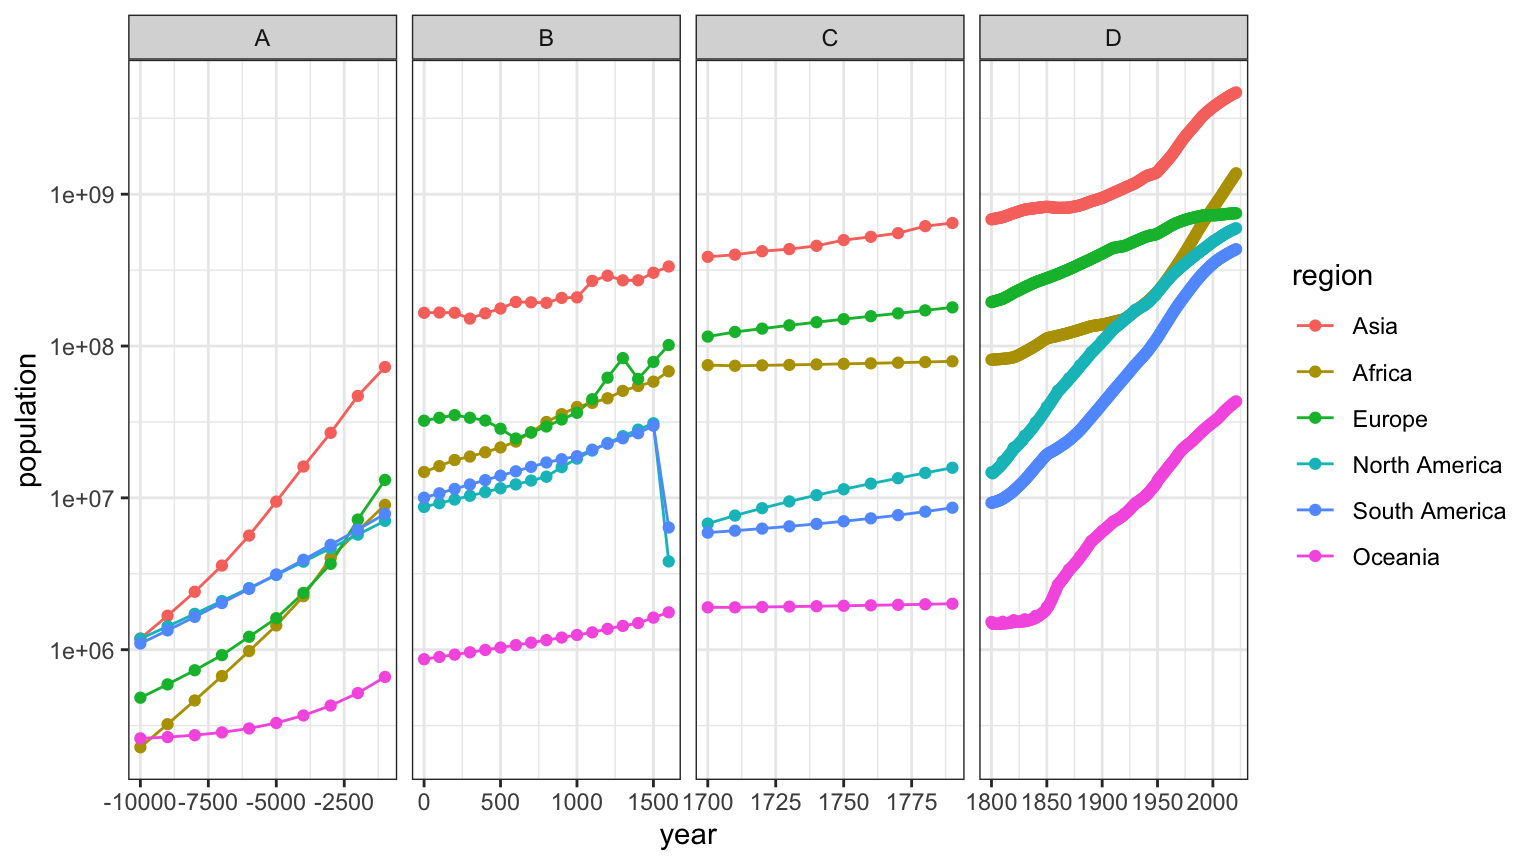 A B C D
population
1e+09
1e+08
1e+07
1e+06
-10000 -7500 -5000 -2500 0 500 1000 1500 1700 1725 1750 1775 1800 1850 1900 1950 2000
year
region
Asia
Africa
Europe
North America
South America
Oceania